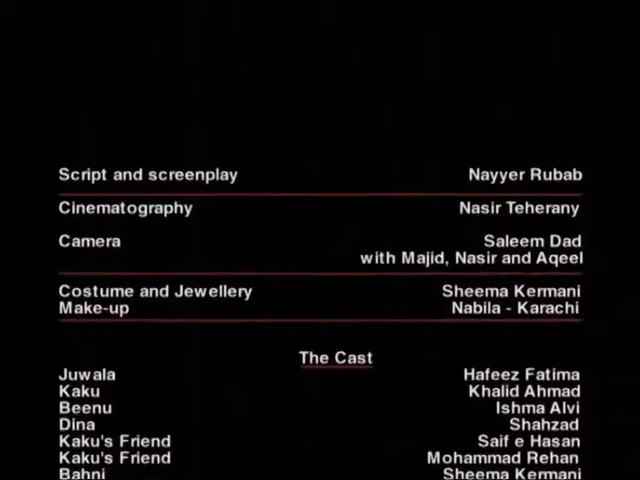 Script and screenplay Nayyer Rubab
Cinematography Nasir Teherany
Camera Saleem Dad
with Majid, Nasir and Aqeel
Costume and Jewellery Sheema Kermani
Make-up Nabila - Karachi
The Cast
Juwala Hafeez Fatima
Kaku Khalid Ahmad
Beenu Ishma Alvi
Dina Shahzad
Kaku's Friend Saif e Hasan
Kaku's Friend Mohammad Rehan
Bahni Sheema Kermani